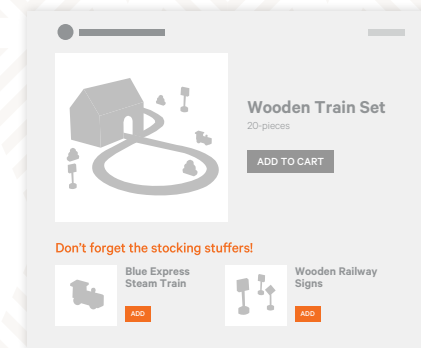 Wooden Train Set
20-pieces
ADD TO CART
Don't forget the stocking stuffers!
Blue Express
Steam Train
ADD
Wooden Railway
Signs
ADD